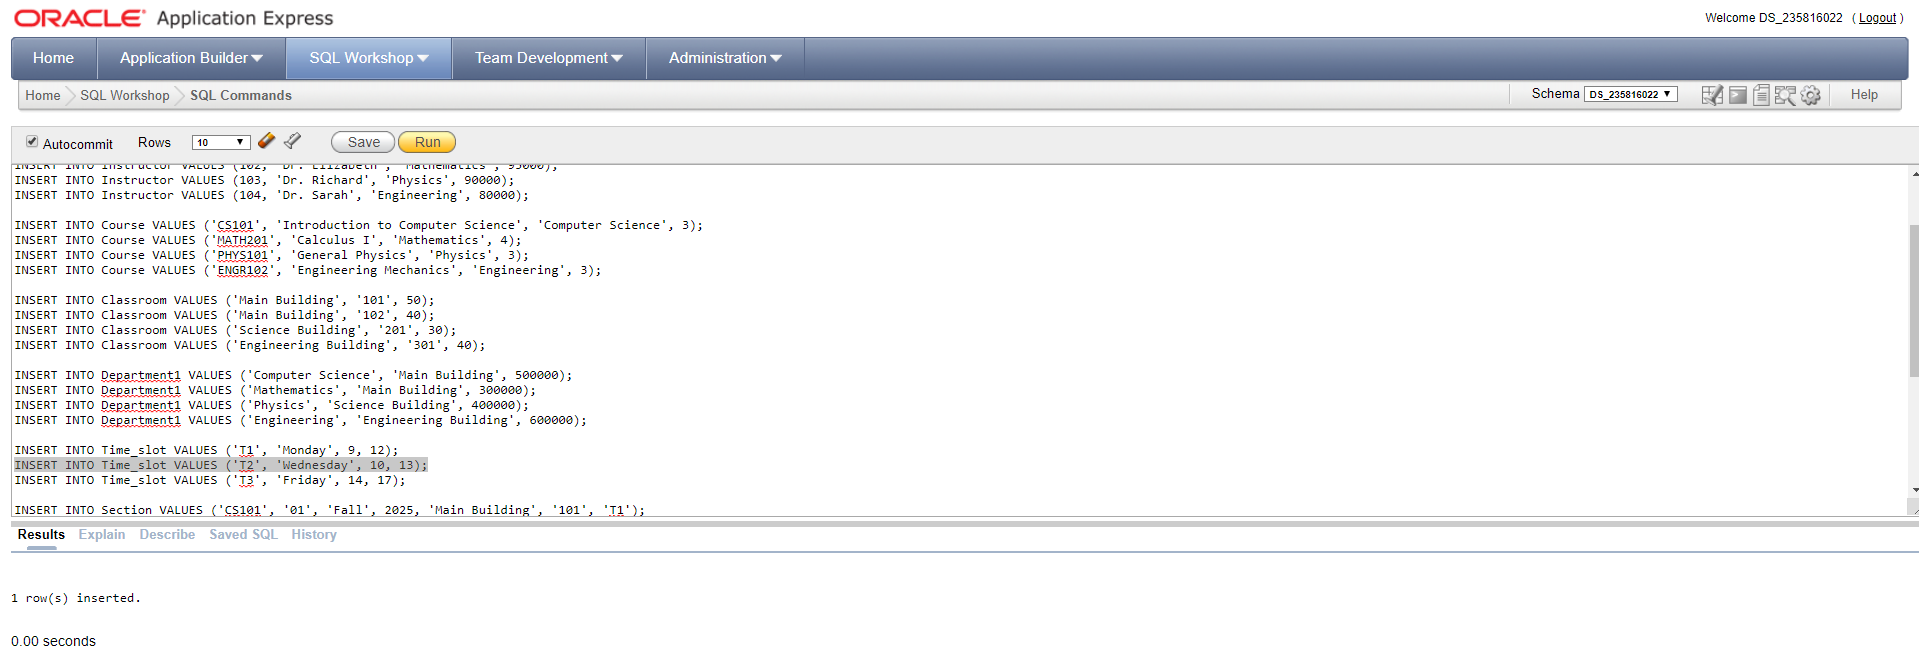 ORACLE Application Express
Welcome DS_235816022 ( Logout )
Home Application Builder SQL Workshop Team Development Administration
Home SQL Workshop SQL Commands Schema DS_235816022 Help
Autocommit Rows 10 Save Run
INSERT INTO Instructor VALUES (102, 'Dr. Elizabeth', 'Mathematics', 95000);
INSERT INTO Instructor VALUES (103, 'Dr. Richard', 'Physics', 90000);
INSERT INTO Instructor VALUES (104, 'Dr. Sarah', 'Engineering', 80000);
INSERT INTO Course VALUES ('CS101', 'Introduction to Computer Science', 'Computer Science', 3);
INSERT INTO Course VALUES ('MATH201', 'Calculus I', 'Mathematics', 4);
INSERT INTO Course VALUES ('PHYS101', 'General Physics', 'Physics', 3);
INSERT INTO Course VALUES ('ENGR102', 'Engineering Mechanics', 'Engineering', 3);
INSERT INTO Classroom VALUES ('Main Building', '101', 50);
INSERT INTO Classroom VALUES ('Main Building', '102', 40);
INSERT INTO Classroom VALUES ('Science Building', '201', 30);
INSERT INTO Classroom VALUES ('Engineering Building', '301', 40);
INSERT INTO Department1 VALUES ('Computer Science', 'Main Building', 500000);
INSERT INTO Department1 VALUES ('Mathematics', 'Main Building', 300000);
INSERT INTO Department1 VALUES ('Physics', 'Science Building', 400000);
INSERT INTO Department1 VALUES ('Engineering', 'Engineering Building', 600000);
INSERT INTO Time_slot VALUES ('T1', 'Monday', 9, 12);
INSERT INTO Time_slot VALUES ('T2', 'Wednesday', 10, 13);
INSERT INTO Time_slot VALUES ('T3', 'Friday', 14, 17);
INSERT INTO Section VALUES ('CS101', '01', 'Fall', 2025, 'Main Building', '101', 'T1');
Results Explain Describe Saved SQL History
1 row(s) inserted.
0.00 seconds